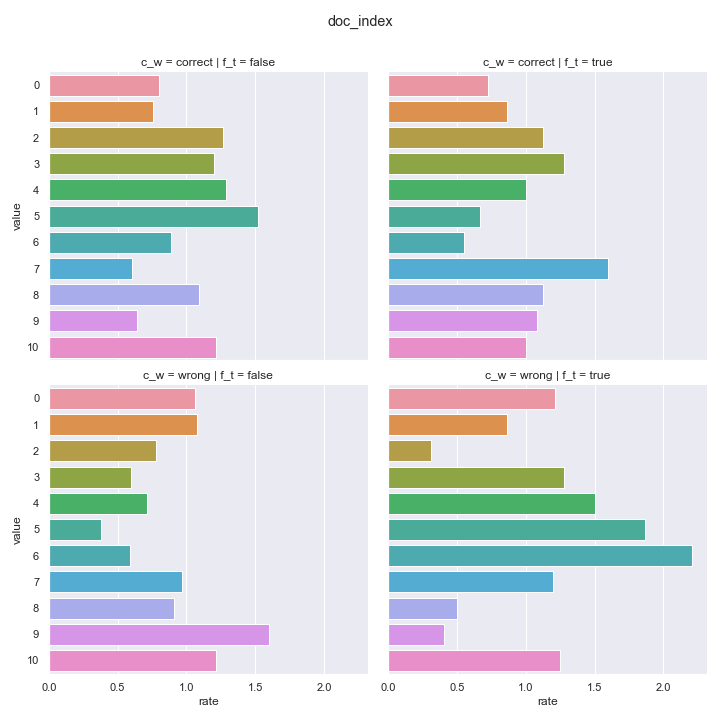 doc_index
c_w = correct | f_t = false
c_w = correct | f_t = true
0
1
2
3
4
5
6
7
8
9
10
value
c_w = wrong | f_t = false
c_w = wrong | f_t = true
0
1
2
3
4
5
6
7
8
9
10
value
0.0 0.5 1.0 1.5 2.0
0.0 0.5 1.0 1.5 2.0
rate
rate